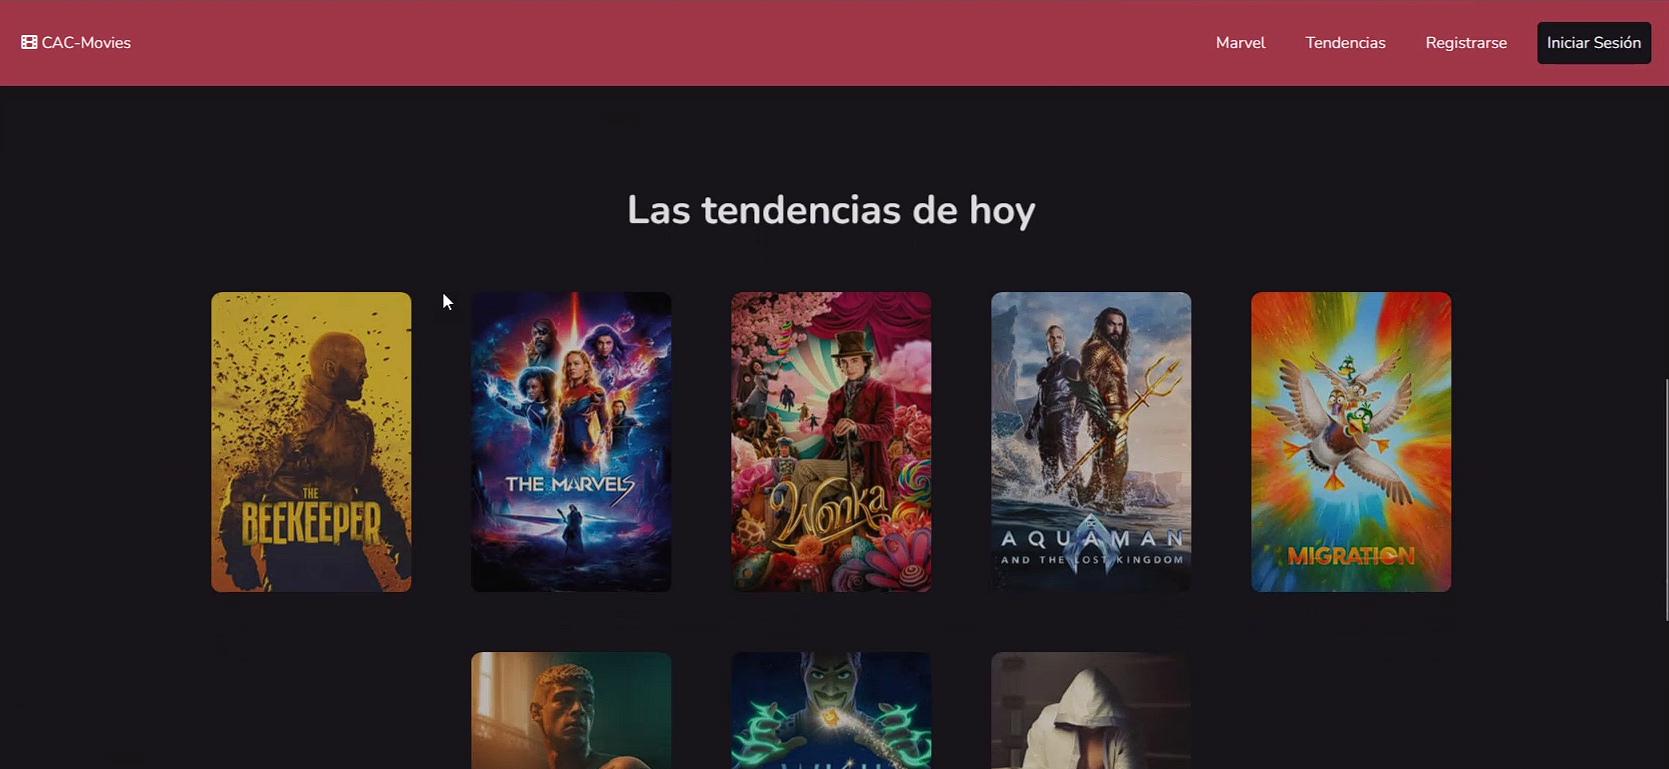 CAC-Movies
Marvel
Tendencias
Registrarse
Iniciar Sesión
Las tendencias de hoy
THE
BEEKEEPER
THE MARVELS
Wonka
AQUAMAN
AND THE LOST KINGDOM
MIGRATION